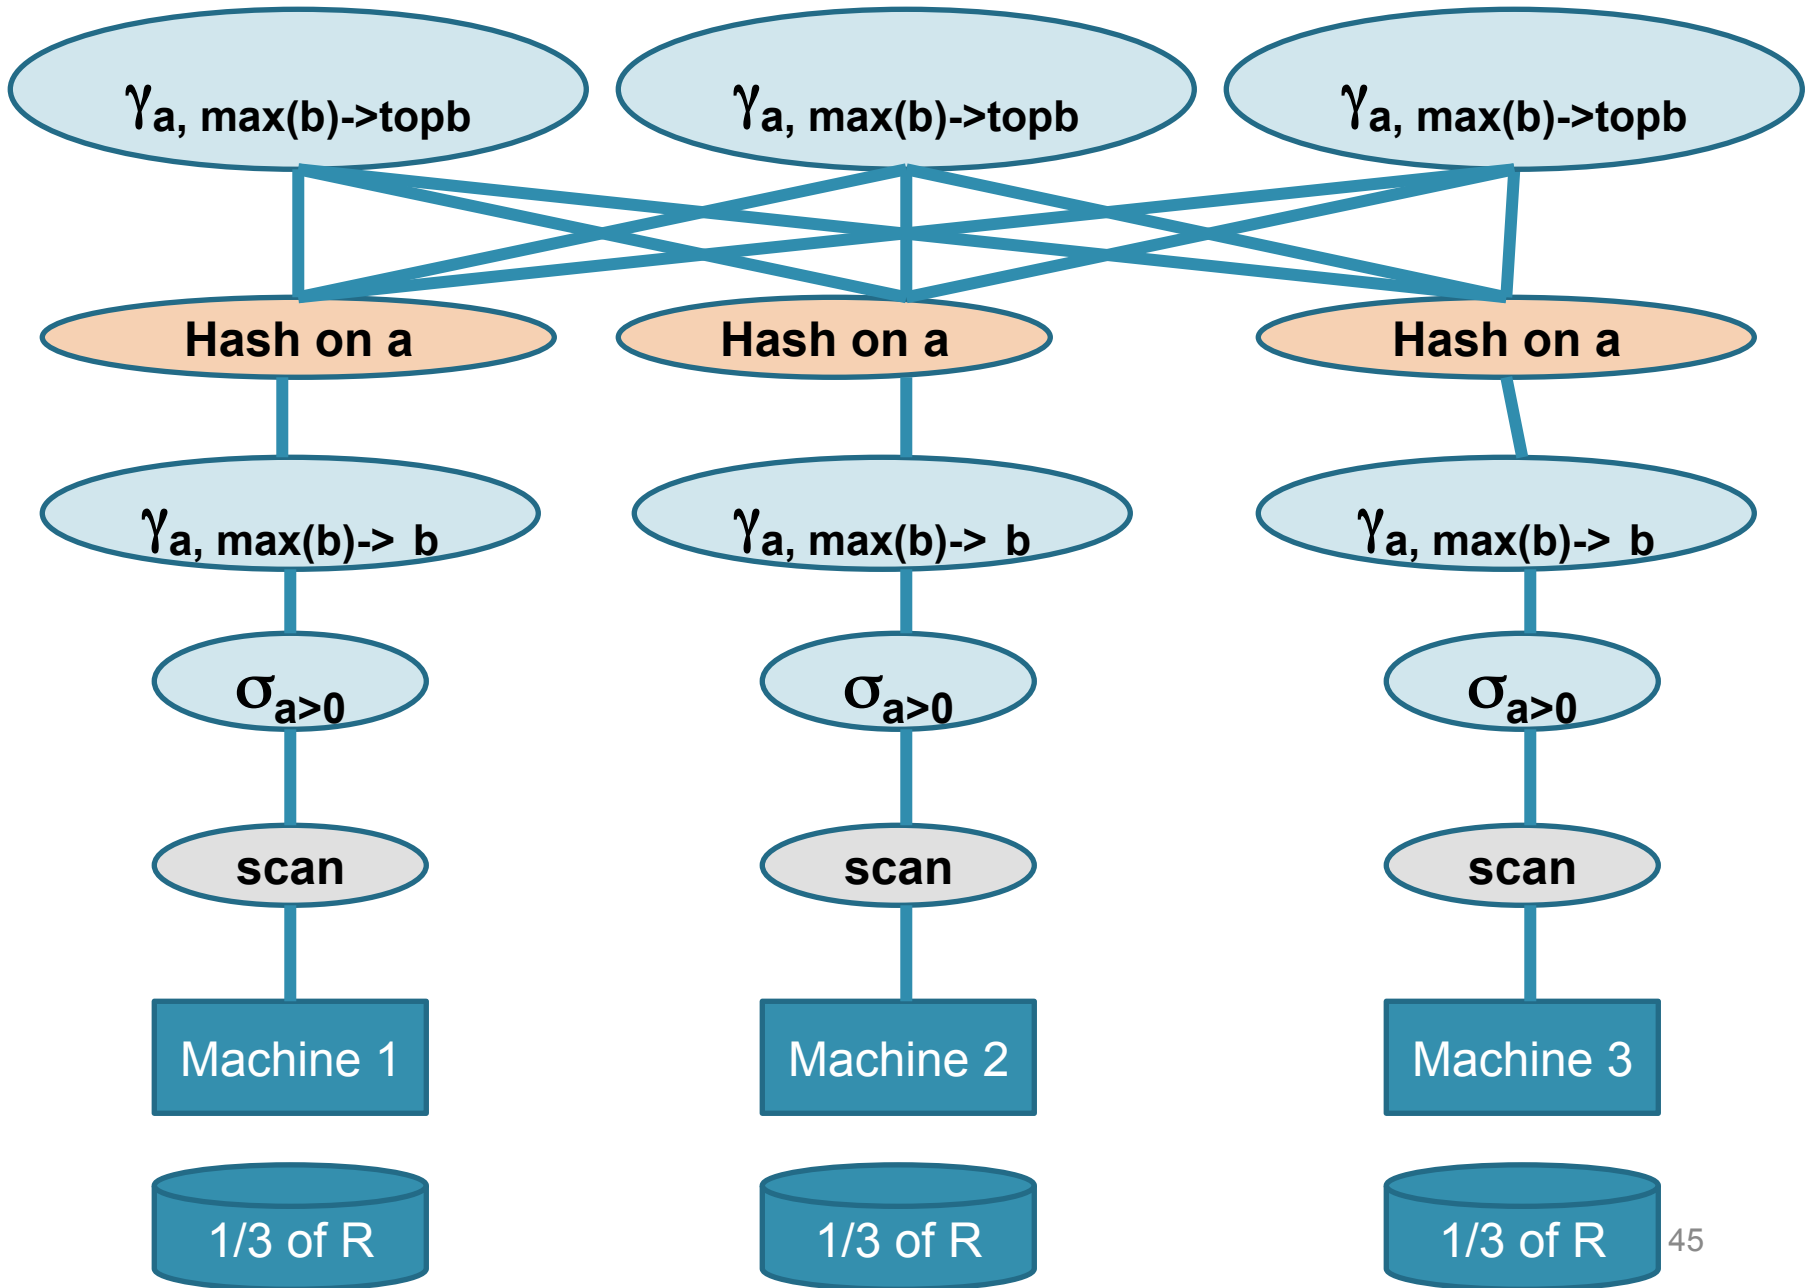 γa, max(b)->topb γa, max(b)->topb γa, max(b)->topb
Hash on a Hash on a Hash on a
γa, max(b)-> b γa, max(b)-> b γa, max(b)-> b
σa>0 σa>0 σa>0
scan scan scan
Machine 1 Machine 2 Machine 3
1/3 of R 1/3 of R 1/3 of R 45